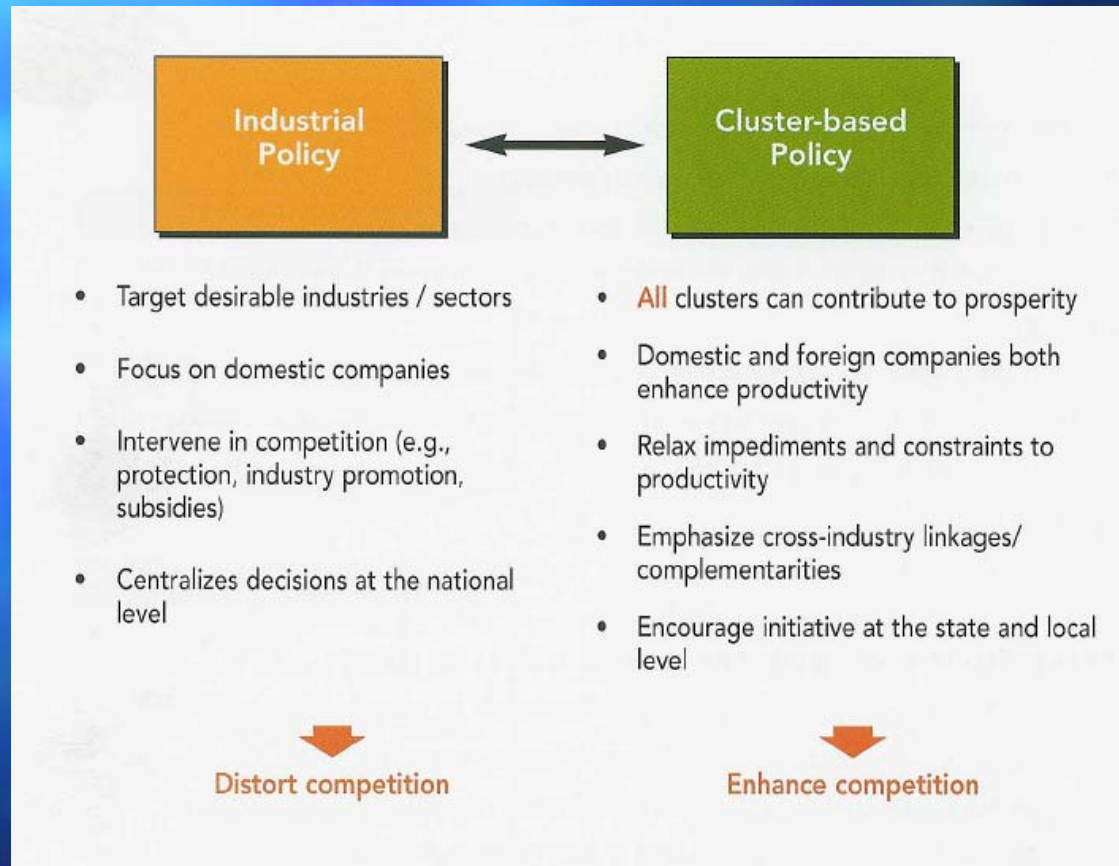 Industrial
Policy
Cluster-based
Policy
• Target desirable industries / sectors
• Focus on domestic companies
• Intervene in competition (e.g.,
protection, industry promotion,
subsidies)
• Centralizes decisions at the national
level
• All clusters can contribute to prosperity
• Domestic and foreign companies both
enhance productivity
• Relax impediments and constraints to
productivity
• Emphasize cross-industry linkages/
complementarities
• Encourage initiative at the state and local
level
Distort competition
Enhance competition